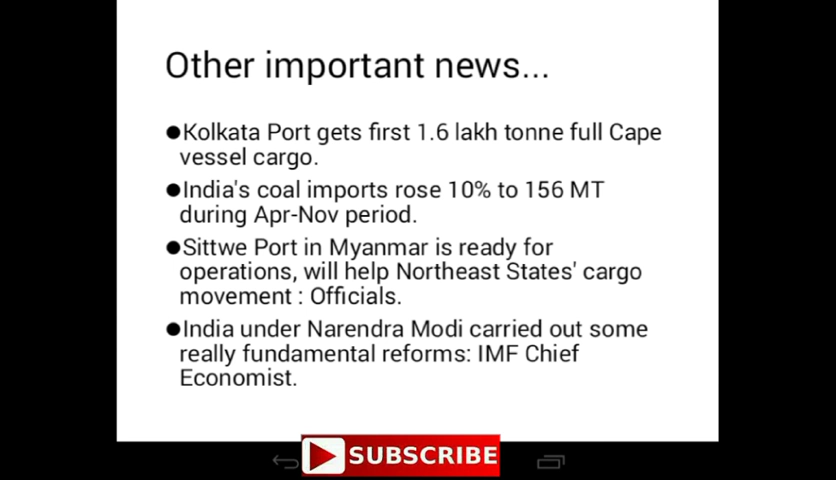 Other important news...
●Kolkata Port gets first 1.6 lakh tonne full Cape
vessel cargo.
●India's coal imports rose 10% to 156 MT
during Apr-Nov period.
●Sittwe Port in Myanmar is ready for
operations, will help Northeast States' cargo
movement : Officials.
●India under Narendra Modi carried out some
really fundamental reforms: IMF Chief
Economist.
SUBSCRIBE